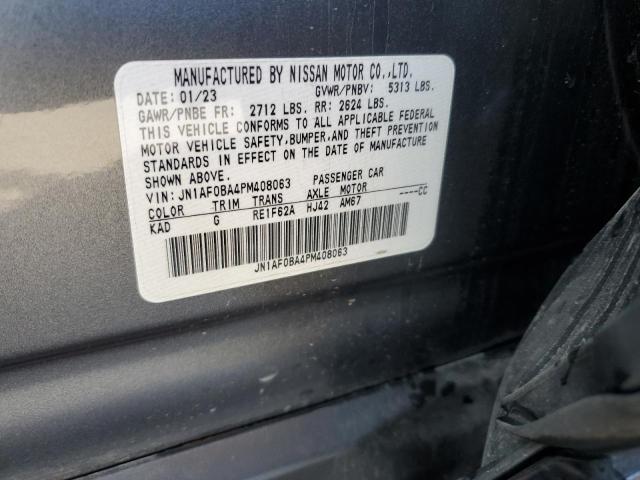 MANUFACTURED BY NISSAN MOTOR CO.,LTD.
DATE: 01/23 GVWR/PNBV: 5313 LBS.
GAWR/PNBE FR: 2712 LBS. RR: 2624 LBS.
THIS VEHICLE CONFORMS TO ALL APPLICABLE FEDERAL
MOTOR VEHICLE SAFETY, BUMPER, AND THEFT PREVENTION
STANDARDS IN EFFECT ON THE DATE OF MANUFACTURE
SHOWN ABOVE.
VIN: JN1AF0BA4PM408063 PASSENGER CAR
COLOR TRIM TRANS AXLE MOTOR ----CC
KAD G RE1F62A HJ42 AM67
JN1AF0BA4PM408063